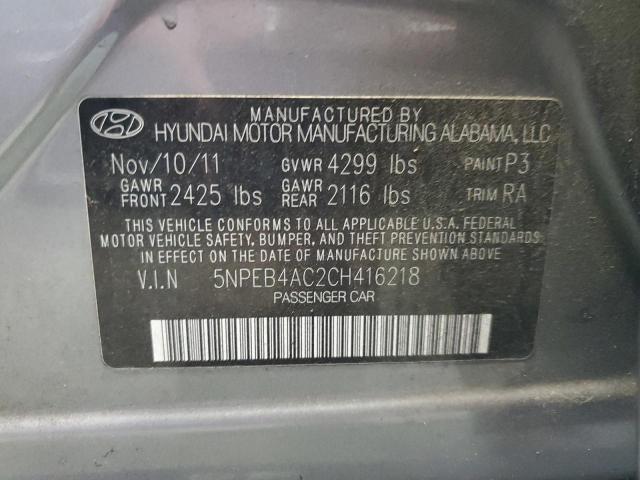 MANUFACTURED BY
HYUNDAI MOTOR MANUFACTURING ALABAMA, LLC
Nov/10/11 GVWR 4299 lbs PAINT P3
GAWR FRONT 2425 lbs GAWR REAR 2116 lbs TRIM RA
THIS VEHICLE CONFORMS TO ALL APPLICABLE U.S.A. FEDERAL
MOTOR VEHICLE SAFETY, BUMPER, AND THEFT PREVENTION STANDARDS
IN EFFECT ON THE DATE OF MANUFACTURE SHOWN ABOVE
V.I.N 5NPEB4AC2CH416218
PASSENGER CAR